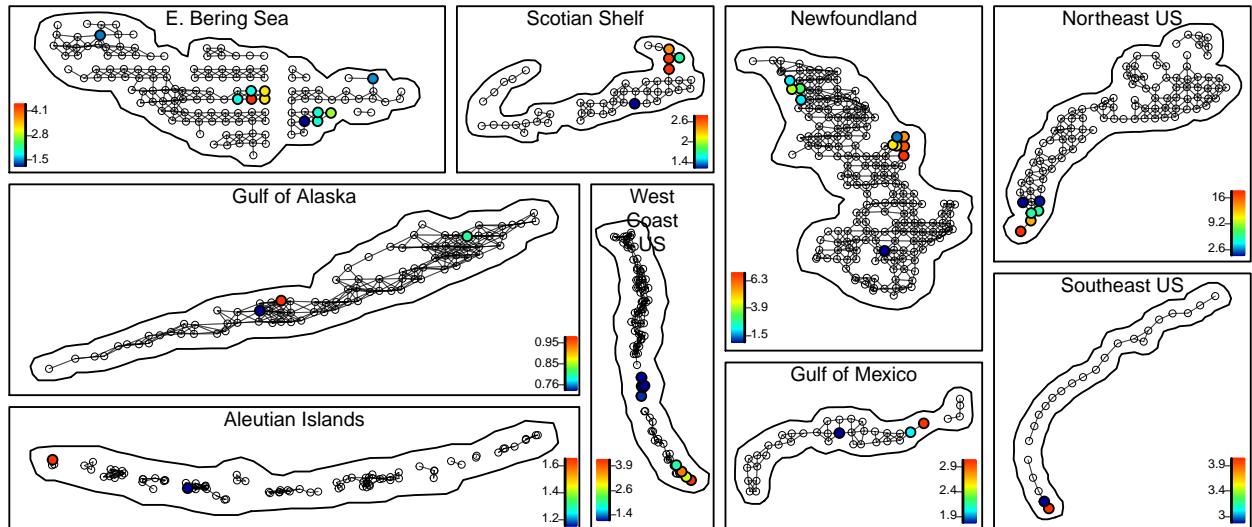 E. Bering Sea
4.1
2.8
1.5
Scotian Shelf
2.6
2
1.4
Newfoundland
6.3
3.9
1.5
Northeast US
16
9.2
2.6
Gulf of Alaska
0.95
0.85
0.76
West
Coast
US
3.9
2.6
1.4
Southeast US
3.9
3.4
3
Aleutian Islands
1.6
1.4
1.2
Gulf of Mexico
2.9
2.4
1.9